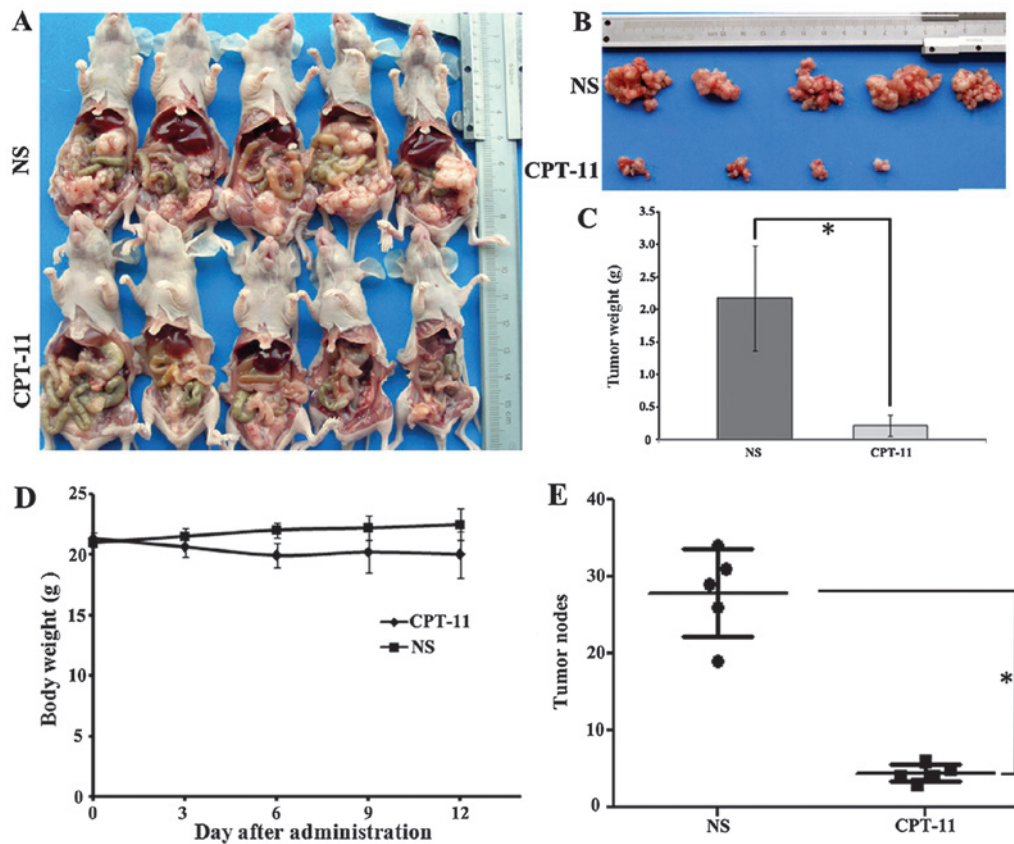 A
NS
CPT-11
B
NS
CPT-11
C
Tumor weight (g)
3.5
3.0
2.5
2.0
1.5
1.0
0.5
0
*
NS CPT-11
D
Body weight (g )
25
20
15
10
5
0
CPT-11
NS
0 3 6 9 12
Day after administration
E
Tumor nodes
40
30
20
10
0
*
NS CPT-11